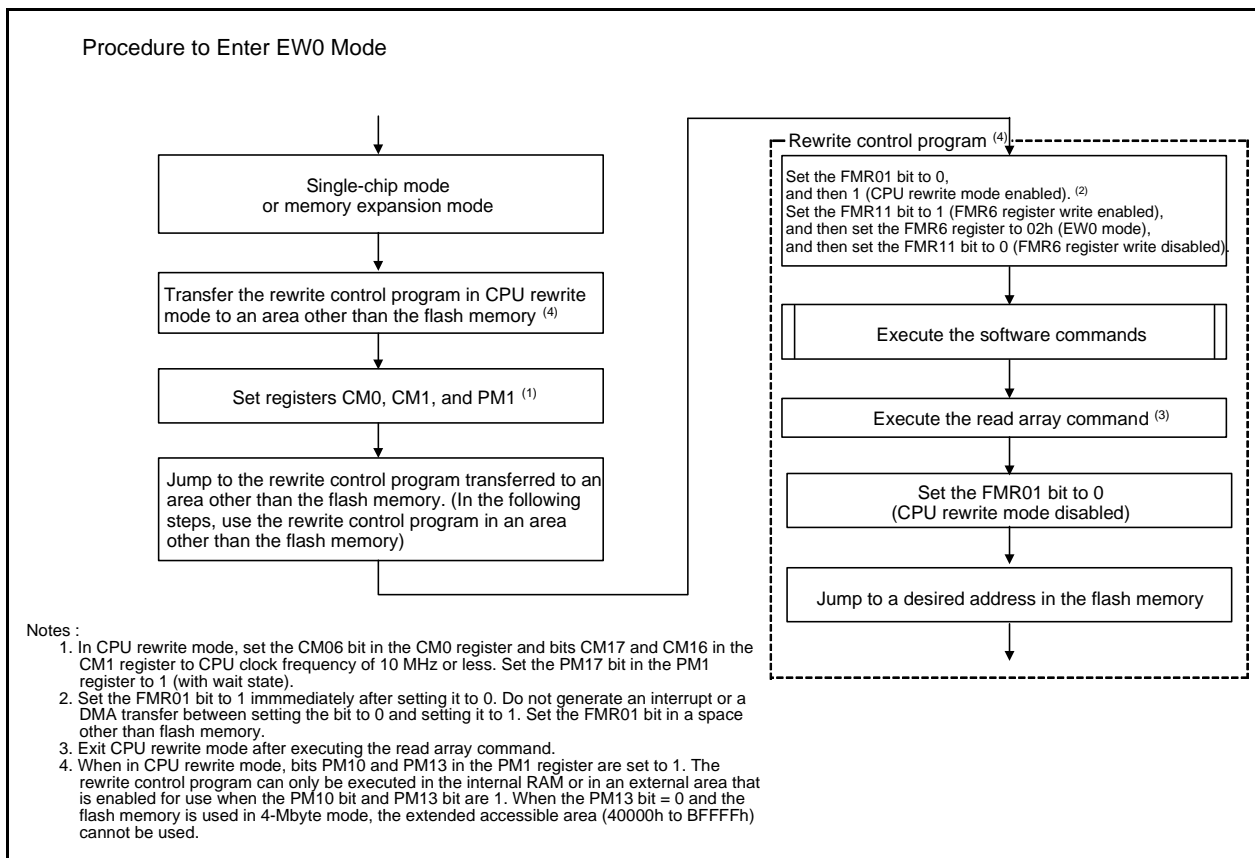 Procedure to Enter EW0 Mode
Single-chip mode
or memory expansion mode
Transfer the rewrite control program in CPU rewrite
mode to an area other than the flash memory (4)
Set registers CM0, CM1, and PM1 (1)
Jump to the rewrite control program transferred to an
area other than the flash memory. (In the following
steps, use the rewrite control program in an area
other than the flash memory)
Rewrite control program (4)
Set the FMR01 bit to 0,
and then 1 (CPU rewrite mode enabled). (2)
Set the FMR11 bit to 1 (FMR6 register write enabled),
and then set the FMR6 register to 02h (EW0 mode),
and then set the FMR11 bit to 0 (FMR6 register write disabled).
Execute the software commands
Execute the read array command (3)
Set the FMR01 bit to 0
(CPU rewrite mode disabled)
Jump to a desired address in the flash memory
Notes :
1. In CPU rewrite mode, set the CM06 bit in the CM0 register and bits CM17 and CM16 in the
CM1 register to CPU clock frequency of 10 MHz or less. Set the PM17 bit in the PM1
register to 1 (with wait state).
2. Set the FMR01 bit to 1 immmediately after setting it to 0. Do not generate an interrupt or a
DMA transfer between setting the bit to 0 and setting it to 1. Set the FMR01 bit in a space
other than flash memory.
3. Exit CPU rewrite mode after executing the read array command.
4. When in CPU rewrite mode, bits PM10 and PM13 in the PM1 register are set to 1. The
rewrite control program can only be executed in the internal RAM or in an external area that
is enabled for use when the PM10 bit and PM13 bit are 1. When the PM13 bit = 0 and the
flash memory is used in 4-Mbyte mode, the extended accessible area (40000h to BFFFFh)
cannot be used.